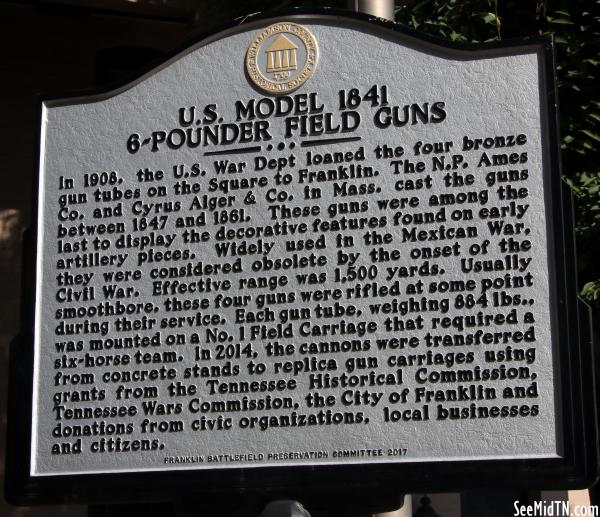 WILLIAMSON COUNTY
HISTORICAL SOCIETY
1799
U.S. MODEL 1841
6-POUNDER FIELD GUNS
In 1908, the U.S. War Dept loaned the four bronze
gun tubes on the Square to Franklin. The N.P. Ames
Co. and Cyrus Alger & Co. in Mass. cast the guns
between 1847 and 1861. These guns were among the
last to display the decorative features found on early
artillery pieces. Widely used in the Mexican War,
they were considered obsolete by the onset of the
Civil War. Effective range was 1,500 yards. Usually
smoothbore, these four guns were rifled at some point
during their service. Each gun tube, weighing 884 lbs.,
was mounted on a No. 1 Field Carriage that required a
six-horse team. In 2014, the cannons were transferred
from concrete stands to replica gun carriages using
grants from the Tennessee Historical Commission,
Tennessee Wars Commission, the City of Franklin and
donations from civic organizations, local businesses
and citizens.
FRANKLIN BATTLEFIELD PRESERVATION COMMITTEE 2017
SeeMidTN.com